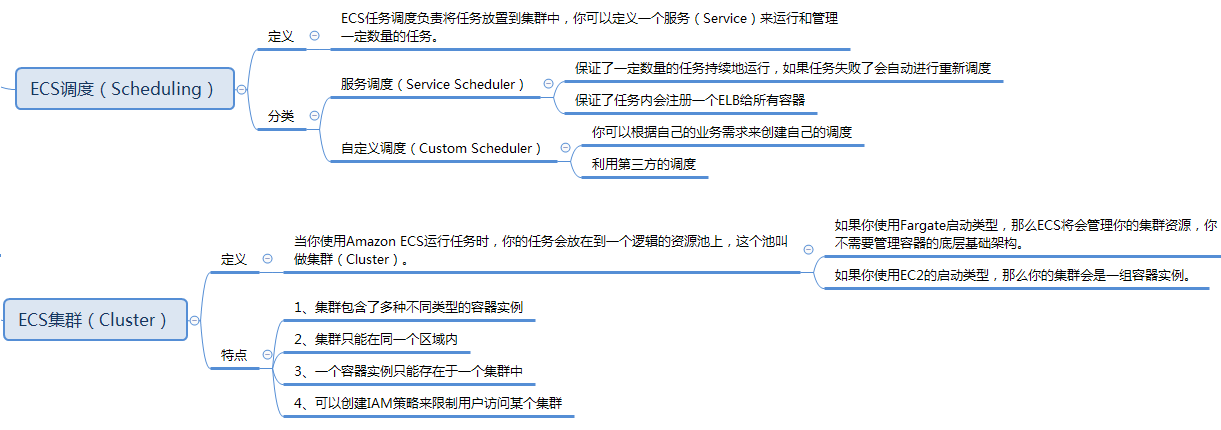 ECS调度（Scheduling）
定义
ECS任务调度负责将任务放置到集群中，你可以定义一个服务（Service）来运行和管理
一定数量的任务。
分类
服务调度（Service Scheduler）
保证了一定数量的任务持续地运行，如果任务失败了会自动进行重新调度
保证了任务内会注册一个ELB给所有容器
自定义调度（Custom Scheduler）
你可以根据自己的业务需求来创建自己的调度
利用第三方的调度
ECS集群（Cluster）
定义
当你使用Amazon ECS运行任务时，你的任务会放在到一个逻辑的资源池上，这个池叫
做集群（Cluster）。
如果你使用Fargate启动类型，那么ECS将会管理你的集群资源，你
不需要管理容器的底层基础架构。
如果你使用EC2的启动类型，那么你的集群会是一组容器实例。
特点
1、集群包含了多种不同类型的容器实例
2、集群只能在同一个区域内
3、一个容器实例只能存在于一个集群中
4、可以创建IAM策略来限制用户访问某个集群